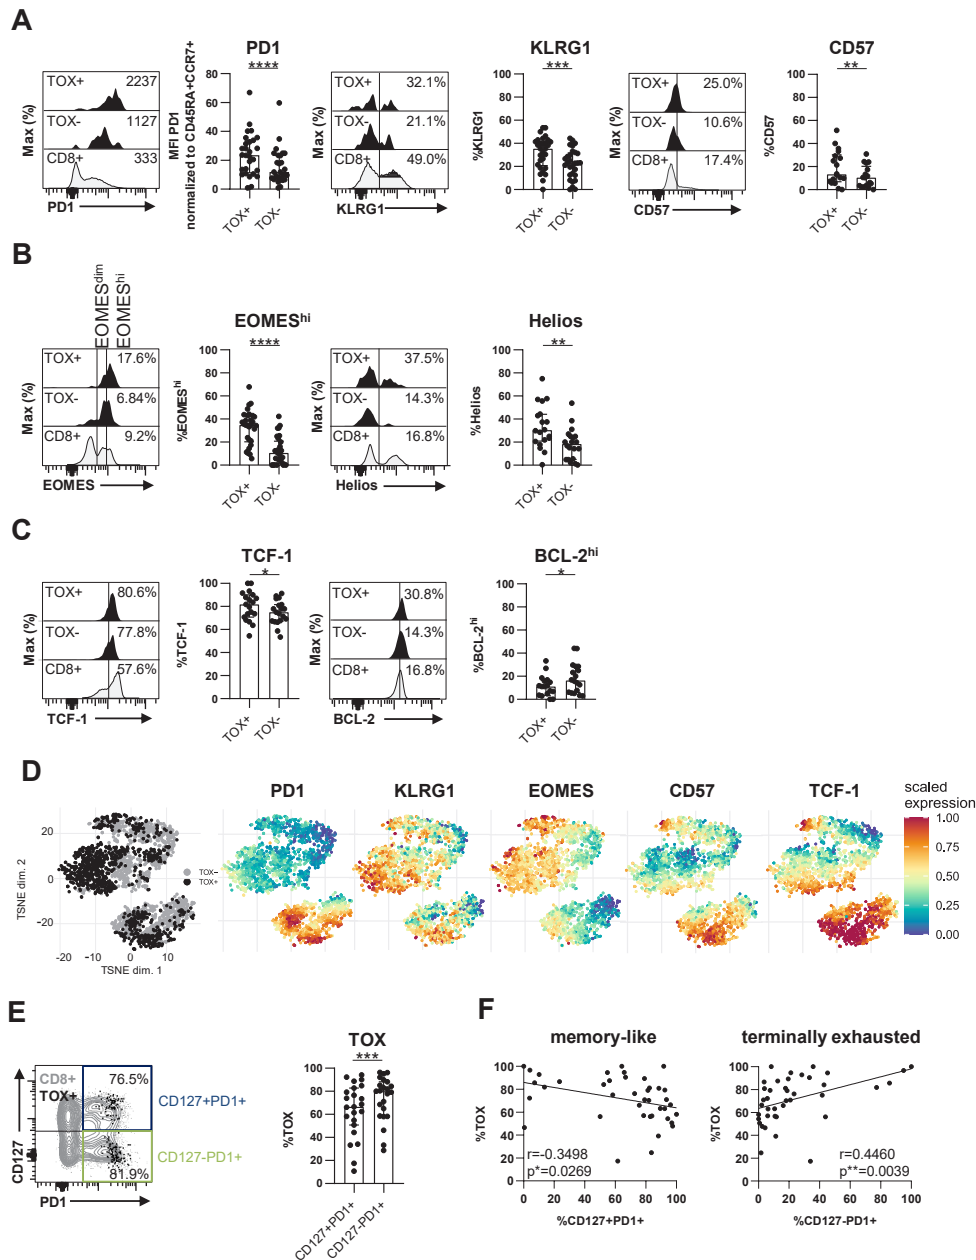 A
PD1
KLRG1
CD57
TOX+ 2237
TOX- 1127
CD8+ 333
Max (%)
PD1
MFI PD1
normalized to CD45RA+CCR7+
80
60
40
20
0
****
TOX+
TOX-
TOX+ 32.1%
TOX- 21.1%
CD8+ 49.0%
Max (%)
KLRG1
%KLRG1
100
80
60
40
20
0
***
TOX+
TOX-
TOX+ 25.0%
TOX- 10.6%
CD8+ 17.4%
Max (%)
CD57
%CD57
100
80
60
40
20
0
**
TOX+
TOX-
B
EOMESdim
EOMEShi
EOMEShi
Helios
TOX+ 17.6%
TOX- 6.84%
CD8+ 9.2%
Max (%)
EOMES
%EOMEShi
100
80
60
40
20
0
****
TOX+
TOX-
TOX+ 37.5%
TOX- 14.3%
CD8+ 16.8%
Max (%)
Helios
%Helios
100
80
60
40
20
0
**
TOX+
TOX-
C
TCF-1
BCL-2hi
TOX+ 80.6%
TOX- 77.8%
CD8+ 57.6%
Max (%)
TCF-1
%TCF-1
100
80
60
40
20
0
*
TOX+
TOX-
TOX+ 30.8%
TOX- 14.3%
CD8+ 16.8%
Max (%)
BCL-2
%BCL-2hi
100
80
60
40
20
0
*
TOX+
TOX-
D
PD1 KLRG1 EOMES CD57 TCF-1
TSNE dim. 2
20
0
-20
-20 -10 0 10
TSNE dim. 1
TOX-
TOX+
scaled
expression
1.00
0.75
0.50
0.25
0.00
E
CD8+
TOX+
76.5%
81.9%
CD127
PD1
CD127+PD1+
CD127-PD1+
TOX
***
%TOX
100
80
60
40
20
0
CD127+PD1+
CD127-PD1+
F
memory-like
%TOX
100
80
60
40
20
0
r=-0.3498
p*=0.0269
0 20 40 60 80 100
%CD127+PD1+
terminally exhausted
%TOX
100
80
60
40
20
0
r=0.4460
p**=0.0039
0 20 40 60 80 100
%CD127-PD1+